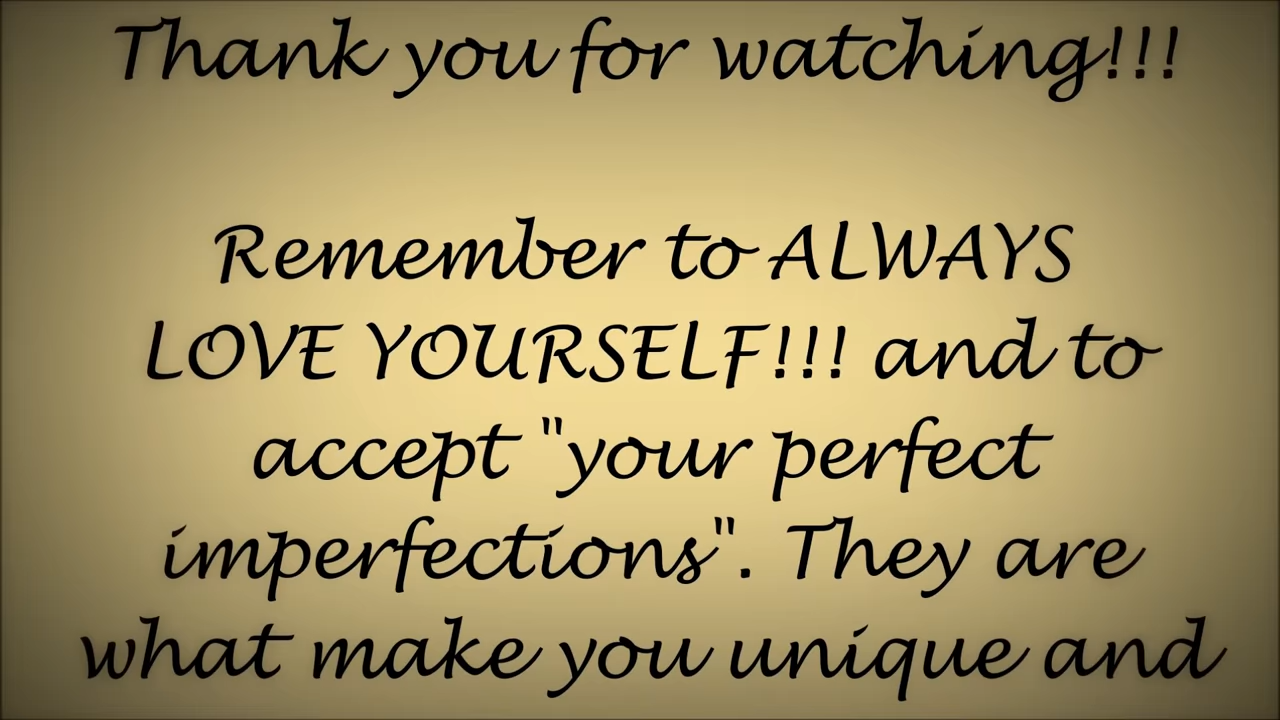 Thank you for watching!!!
Remember to ALWAYS
LOVE YOURSELF!!! and to
accept "your perfect
imperfections". They are
what make you unique and